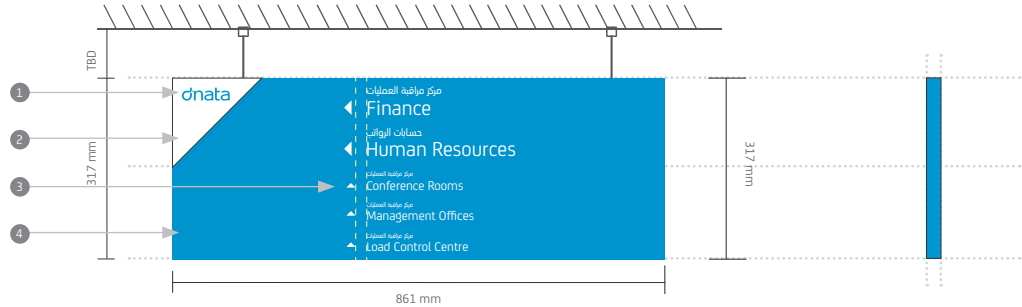 TBD
1
dnata
مركز مراقبة العمليات
Finance
2
حسابات الرواتب
Human Resources
317 mm
317 mm
3
مركز مراقبة العمليات
Conference Rooms
مركز مراقبة العمليات
Management Offices
4
مركز مراقبة العمليات
Load Control Centre
861 mm